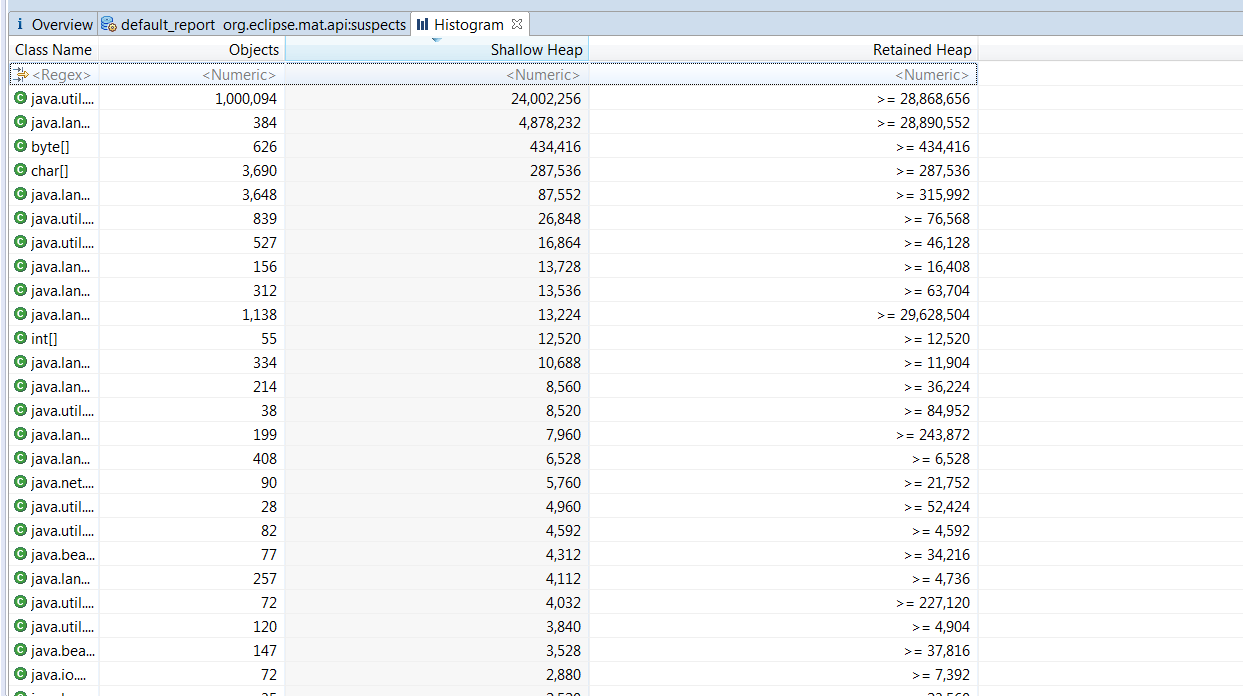 i Overview default_report org.eclipse.mat.api:suspects Histogram
Class Name Objects Shallow Heap Retained Heap
<Regex> <Numeric> <Numeric> <Numeric>
java.util.... 1,000,094 24,002,256 >= 28,868,656
java.lan... 384 4,878,232 >= 28,890,552
byte[] 626 434,416 >= 434,416
char[] 3,690 287,536 >= 287,536
java.lan... 3,648 87,552 >= 315,992
java.util.... 839 26,848 >= 76,568
java.util.... 527 16,864 >= 46,128
java.lan... 156 13,728 >= 16,408
java.lan... 312 13,536 >= 63,704
java.lan... 1,138 13,224 >= 29,628,504
int[] 55 12,520 >= 12,520
java.lan... 334 10,688 >= 11,904
java.lan... 214 8,560 >= 36,224
java.util.... 38 8,520 >= 84,952
java.lan... 199 7,960 >= 243,872
java.lan... 408 6,528 >= 6,528
java.net.... 90 5,760 >= 21,752
java.util.... 28 4,960 >= 52,424
java.util.... 82 4,592 >= 4,592
java.bea... 77 4,312 >= 34,216
java.lan... 257 4,112 >= 4,736
java.util.... 72 4,032 >= 227,120
java.util.... 120 3,840 >= 4,904
java.bea... 147 3,528 >= 37,816
java.io.... 72 2,880 >= 7,392